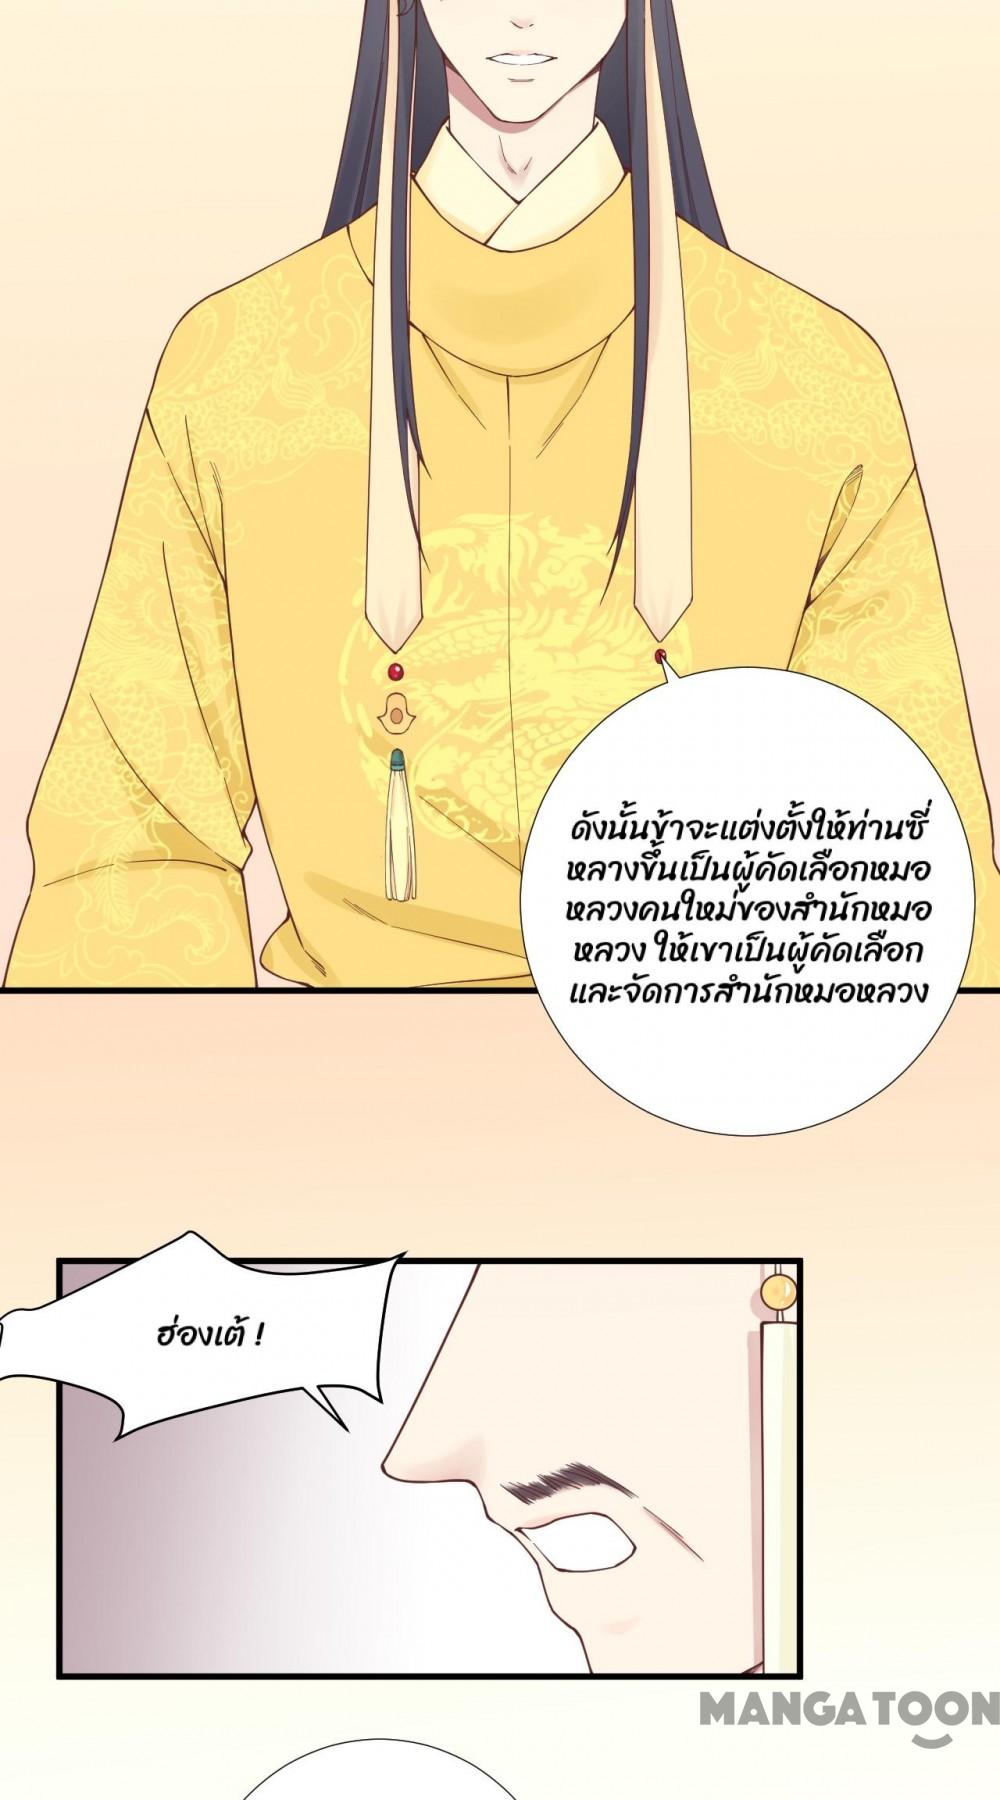 ดังนั้นข้าจะแต่งตั้งให้ท่านซี่
หลางขึ้นเป็นผู้คัดเลือกหมอ
หลวงคนใหม่ของสำนักหมอ
หลวง ให้เขาเป็นผู้คัดเลือก
และจัดการสำนักหมอหลวง
ฮ่องเต้ !
MANGATOON